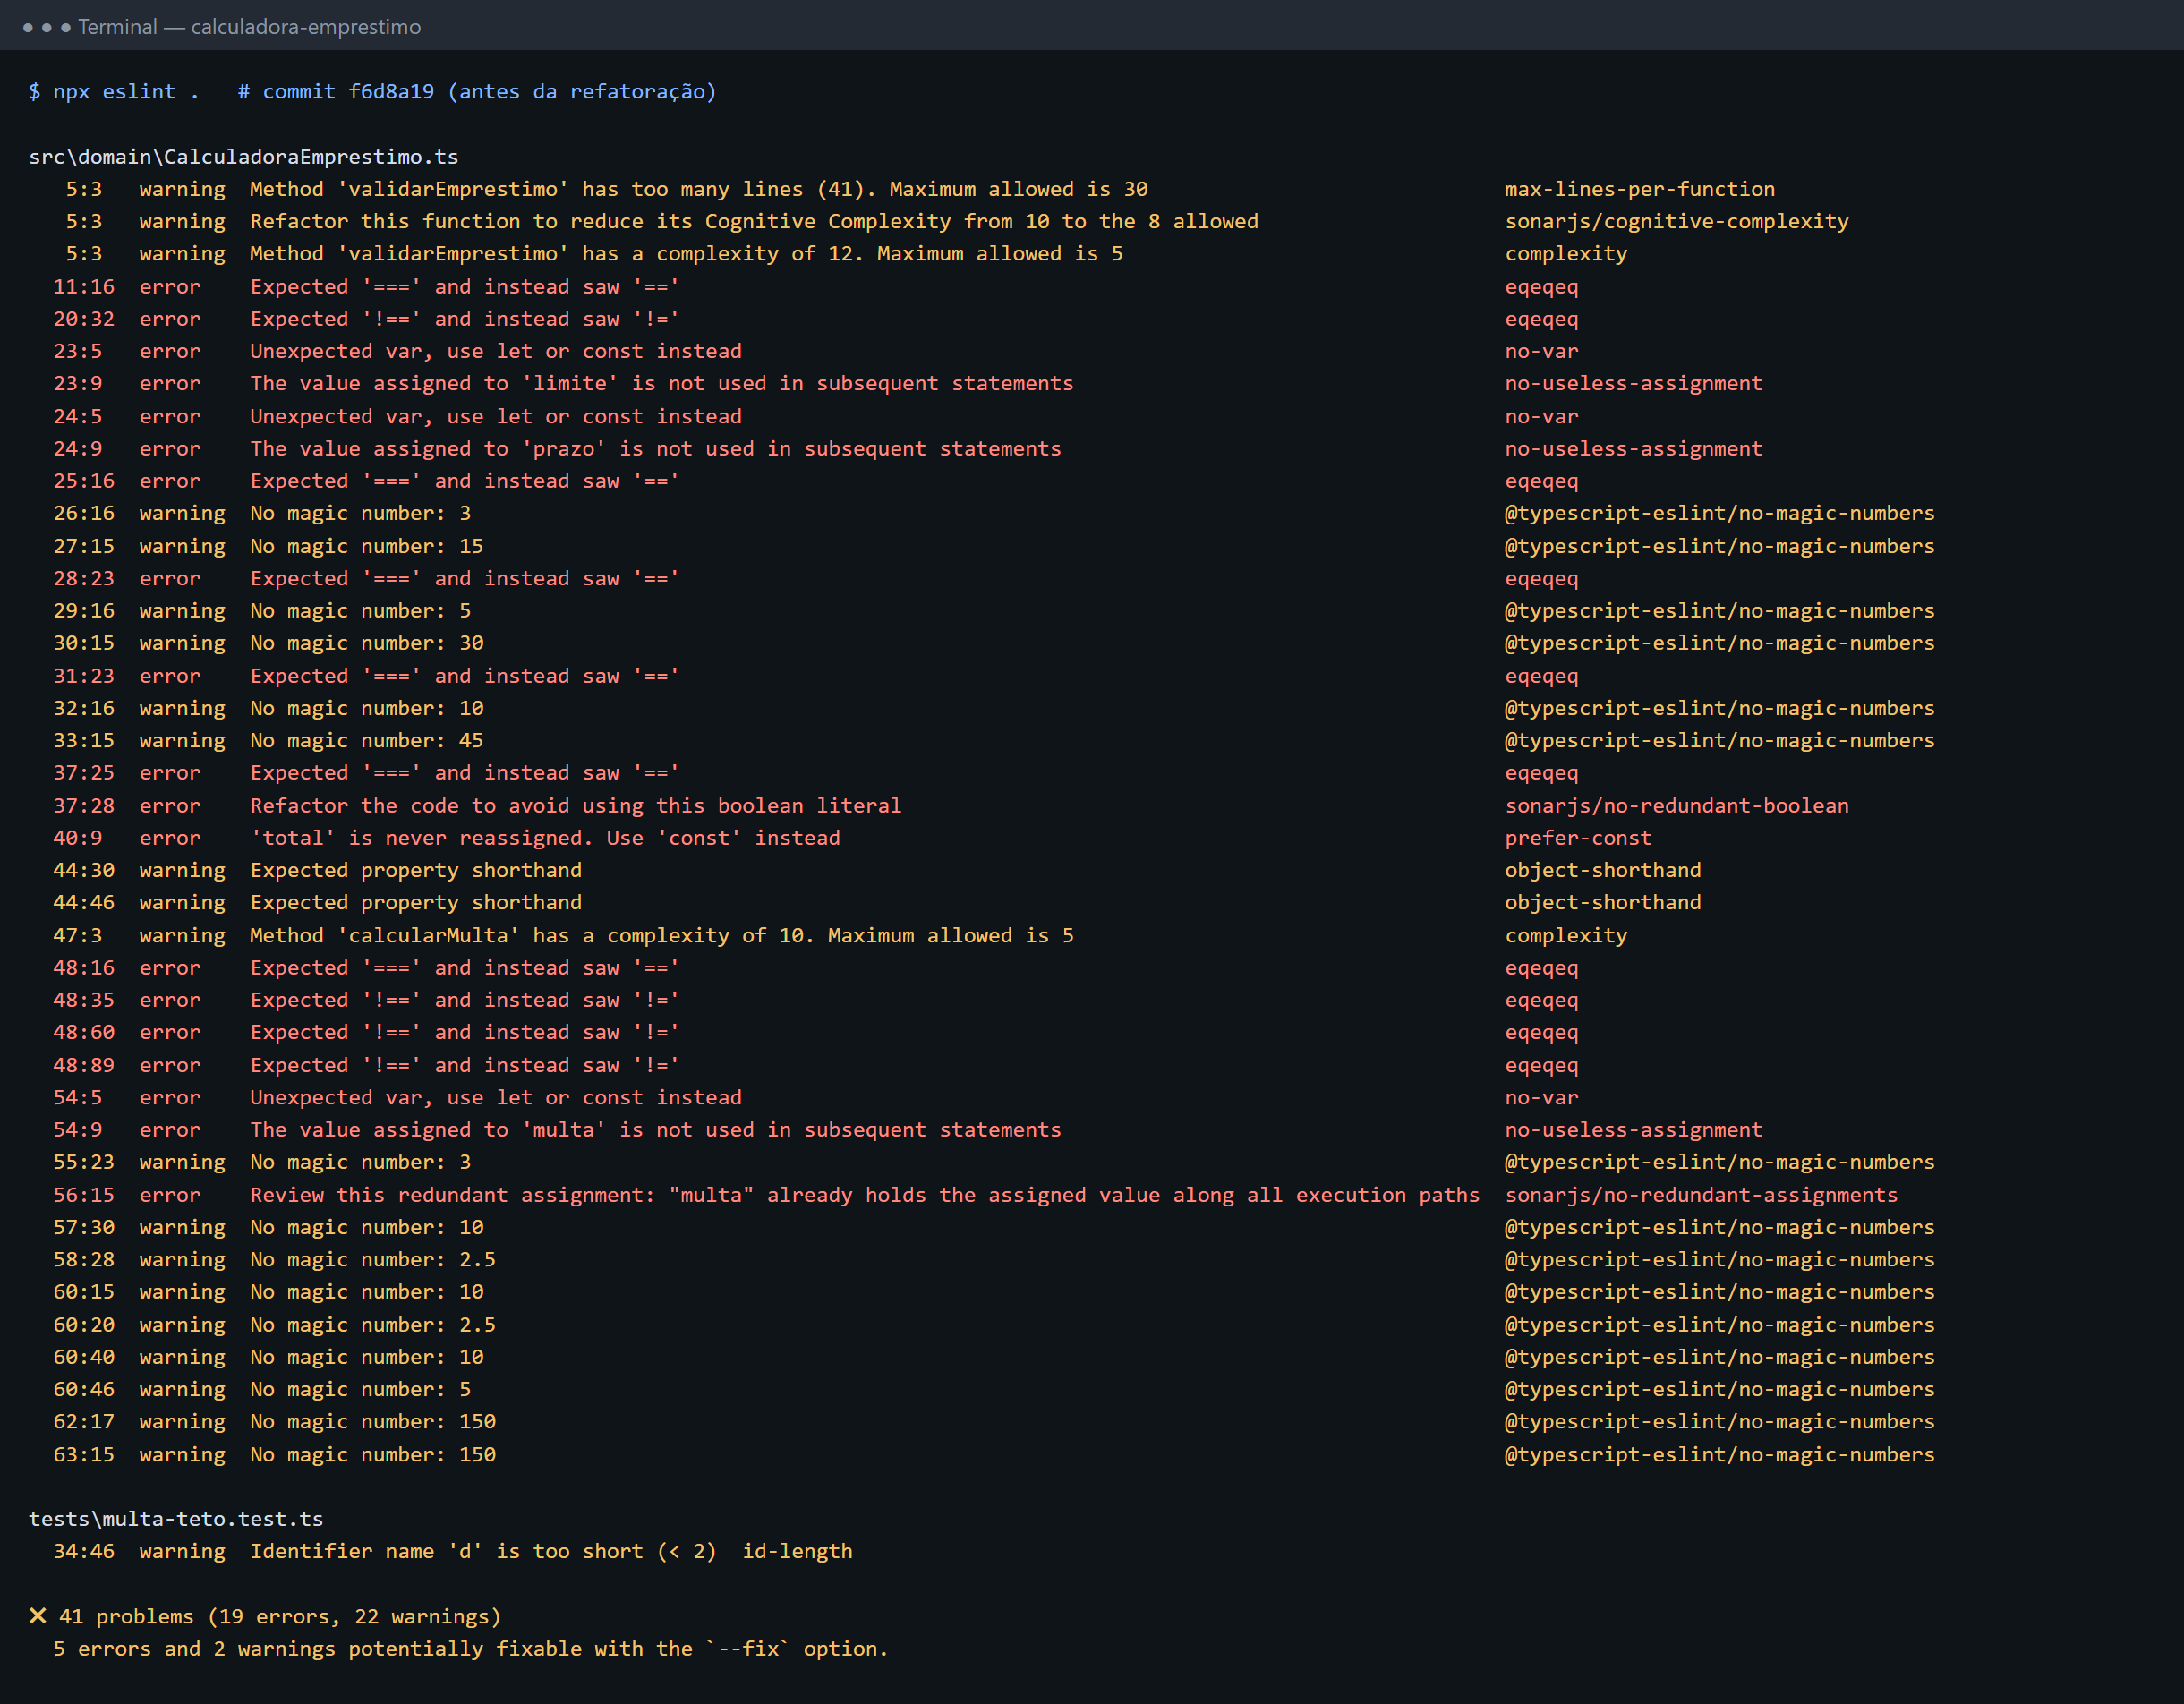 ● ● ● Terminal — calculadora-emprestimo
$ npx eslint .   # commit f6d8a19 (antes da refatoração)
src\domain\CalculadoraEmprestimo.ts
5:3   warning  Method 'validarEmprestimo' has too many lines (41). Maximum allowed is 30   max-lines-per-function
5:3   warning  Refactor this function to reduce its Cognitive Complexity from 10 to the 8 allowed   sonarjs/cognitive-complexity
5:3   warning  Method 'validarEmprestimo' has a complexity of 12. Maximum allowed is 5   complexity
11:16  error    Expected '===' and instead saw '=='   eqeqeq
20:32  error    Expected '!==' and instead saw '!='   eqeqeq
23:5   error    Unexpected var, use let or const instead   no-var
23:9   error    The value assigned to 'limite' is not used in subsequent statements   no-useless-assignment
24:5   error    Unexpected var, use let or const instead   no-var
24:9   error    The value assigned to 'prazo' is not used in subsequent statements   no-useless-assignment
25:16  error    Expected '===' and instead saw '=='   eqeqeq
26:16  warning  No magic number: 3   @typescript-eslint/no-magic-numbers
27:15  warning  No magic number: 15   @typescript-eslint/no-magic-numbers
28:23  error    Expected '===' and instead saw '=='   eqeqeq
29:16  warning  No magic number: 5   @typescript-eslint/no-magic-numbers
30:15  warning  No magic number: 30   @typescript-eslint/no-magic-numbers
31:23  error    Expected '===' and instead saw '=='   eqeqeq
32:16  warning  No magic number: 10   @typescript-eslint/no-magic-numbers
33:15  warning  No magic number: 45   @typescript-eslint/no-magic-numbers
37:25  error    Expected '===' and instead saw '=='   eqeqeq
37:28  error    Refactor the code to avoid using this boolean literal   sonarjs/no-redundant-boolean
40:9   error    'total' is never reassigned. Use 'const' instead   prefer-const
44:30  warning  Expected property shorthand   object-shorthand
44:46  warning  Expected property shorthand   object-shorthand
47:3   warning  Method 'calcularMulta' has a complexity of 10. Maximum allowed is 5   complexity
48:16  error    Expected '===' and instead saw '=='   eqeqeq
48:35  error    Expected '!==' and instead saw '!='   eqeqeq
48:60  error    Expected '!==' and instead saw '!='   eqeqeq
48:89  error    Expected '!==' and instead saw '!='   eqeqeq
54:5   error    Unexpected var, use let or const instead   no-var
54:9   error    The value assigned to 'multa' is not used in subsequent statements   no-useless-assignment
55:23  warning  No magic number: 3   @typescript-eslint/no-magic-numbers
56:15  error    Review this redundant assignment: "multa" already holds the assigned value along all execution paths  sonarjs/no-redundant-assignments
57:30  warning  No magic number: 10   @typescript-eslint/no-magic-numbers
58:28  warning  No magic number: 2.5   @typescript-eslint/no-magic-numbers
60:15  warning  No magic number: 10   @typescript-eslint/no-magic-numbers
60:20  warning  No magic number: 2.5   @typescript-eslint/no-magic-numbers
60:40  warning  No magic number: 10   @typescript-eslint/no-magic-numbers
60:46  warning  No magic number: 5   @typescript-eslint/no-magic-numbers
62:17  warning  No magic number: 150   @typescript-eslint/no-magic-numbers
63:15  warning  No magic number: 150   @typescript-eslint/no-magic-numbers
tests\multa-teto.test.ts
34:46  warning  Identifier name 'd' is too short (< 2)  id-length
✖ 41 problems (19 errors, 22 warnings)
5 errors and 2 warnings potentially fixable with the `--fix` option.